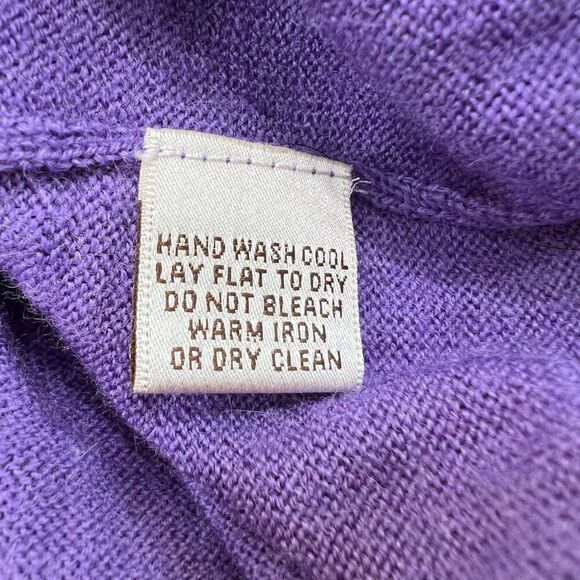 HAND WASH COOL
LAY FLAT TO DRY
DO NOT BLEACH
WARM IRON
OR DRY CLEAN